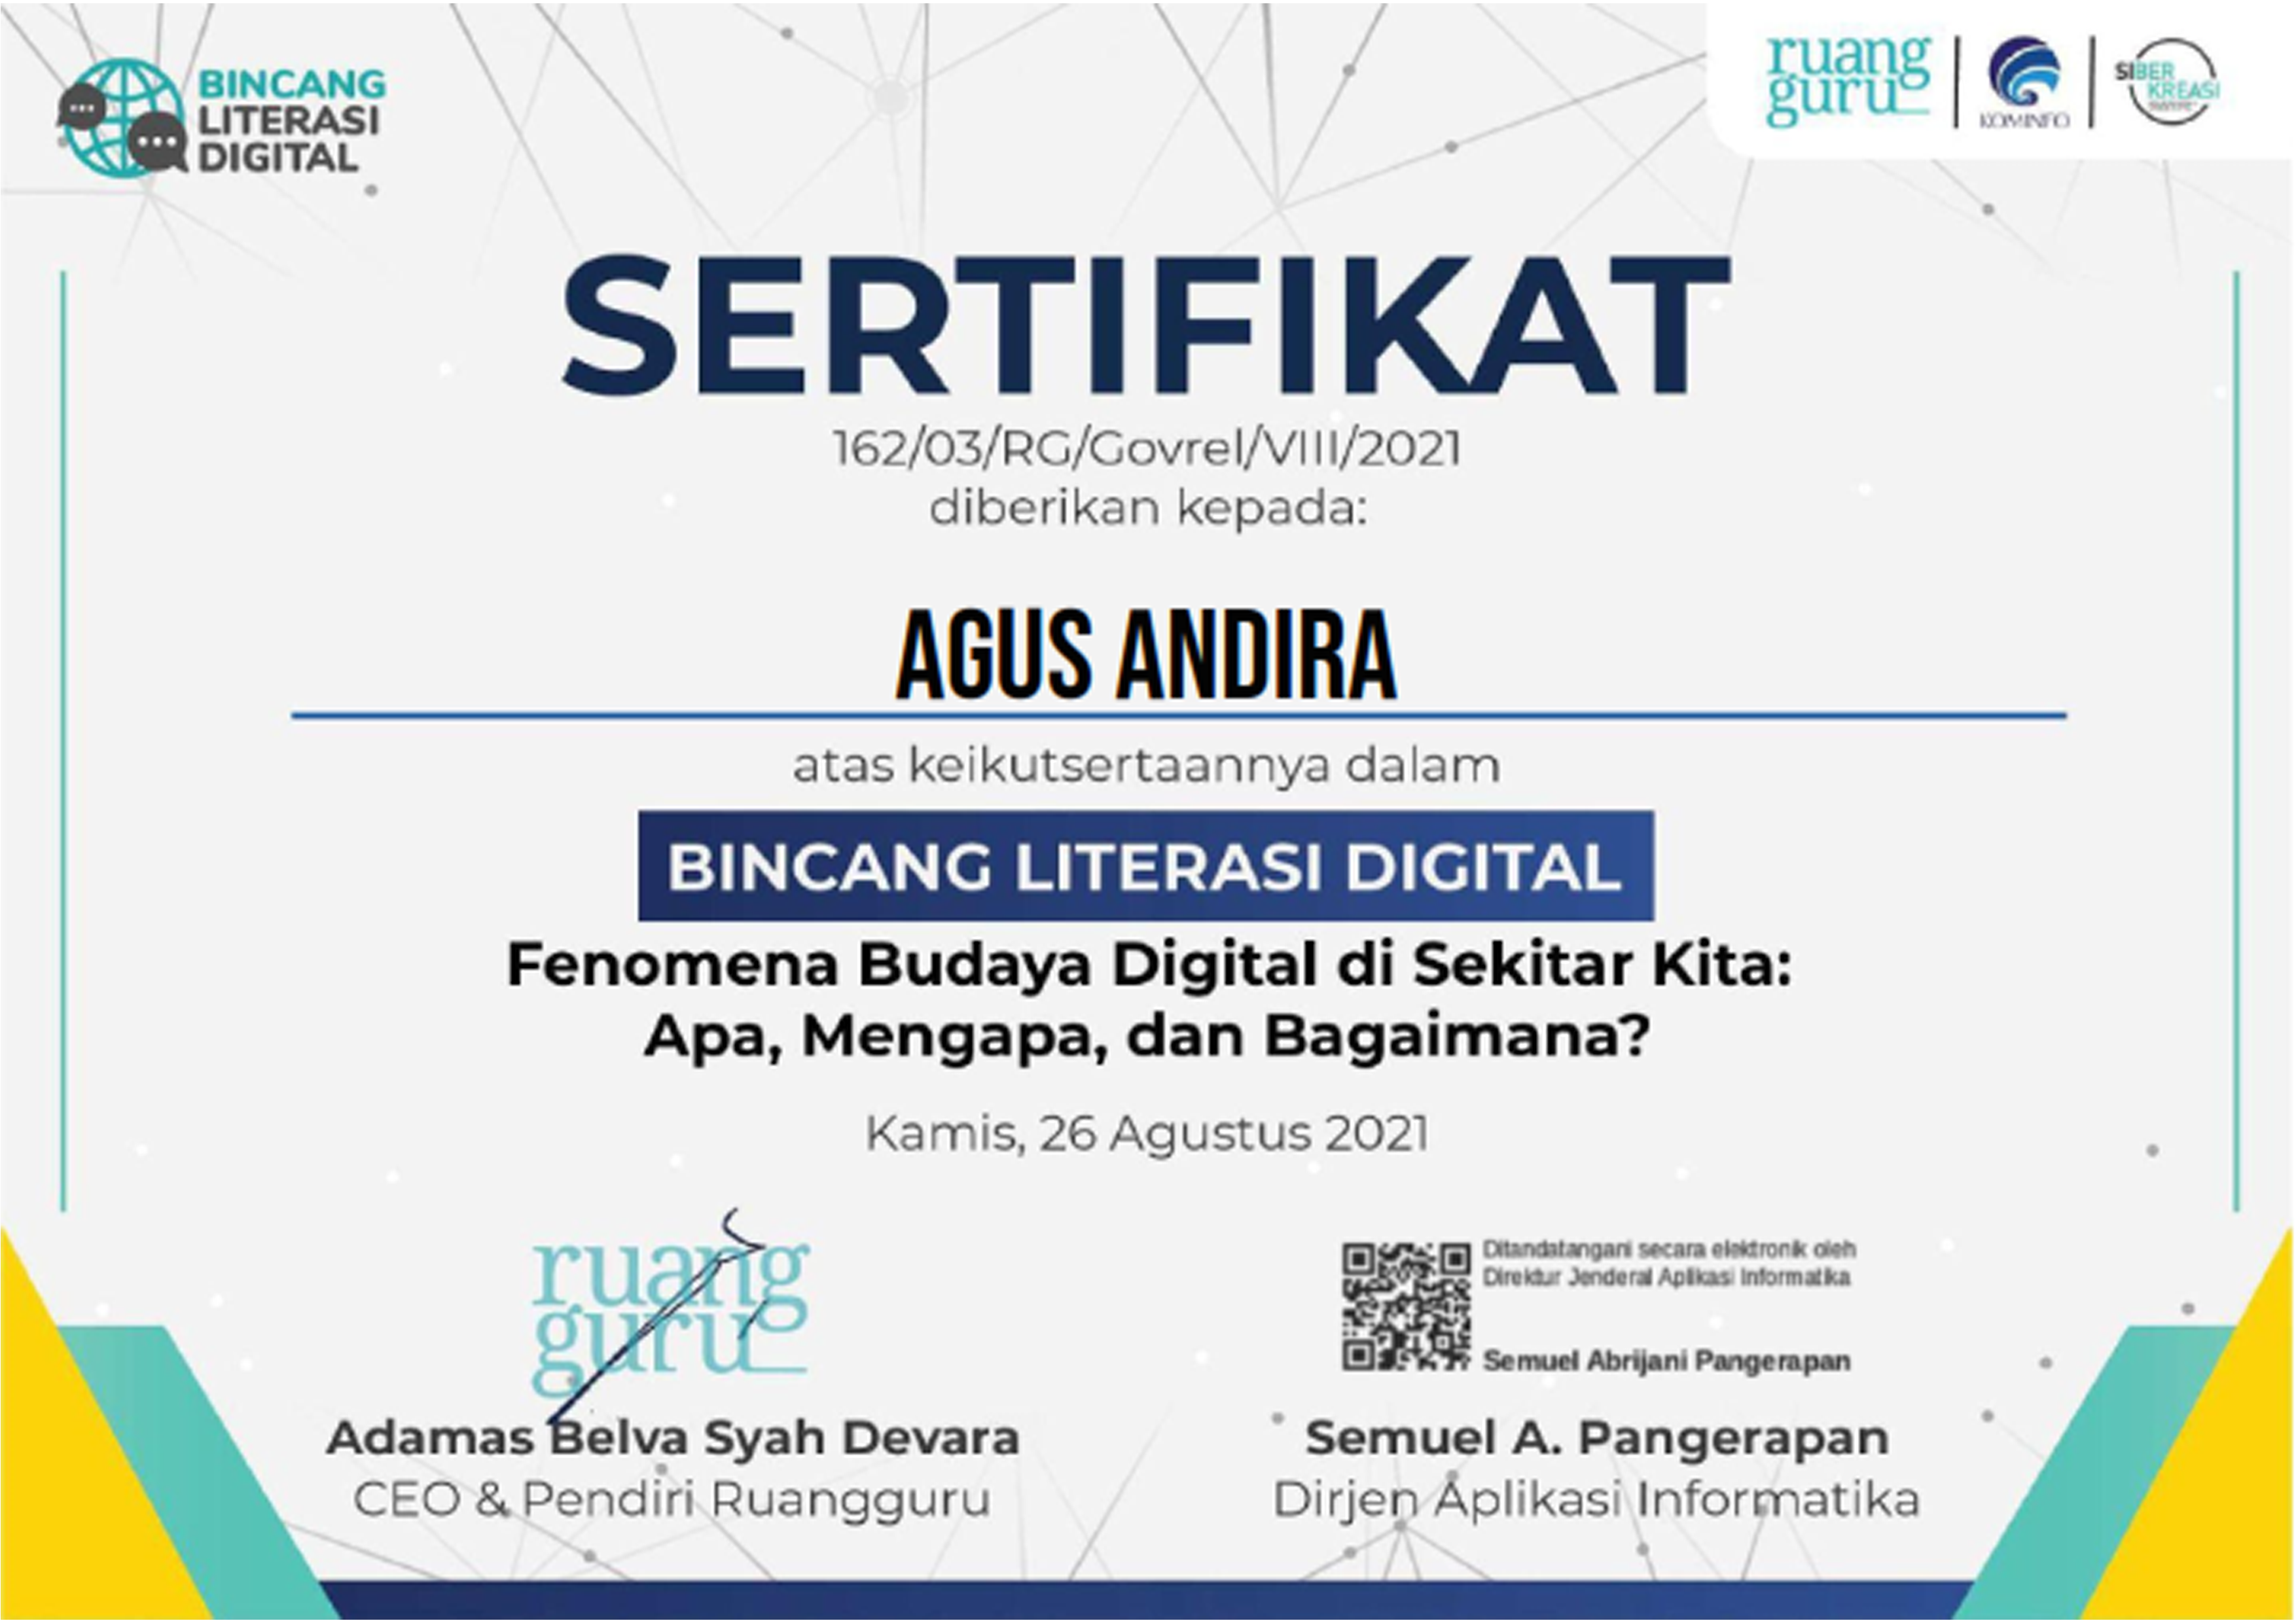 BINCANG
LITERASI
DIGITAL
ruang
guru
KOMINFO
SIBER
KREASI
SERTIFIKAT
162/03/RG/Govrel/VIII/2021
diberikan kepada:
AGUS ANDIRA
atas keikutsertaannya dalam
BINCANG LITERASI DIGITAL
Fenomena Budaya Digital di Sekitar Kita:
Apa, Mengapa, dan Bagaimana?
Kamis, 26 Agustus 2021
ruang
guru
Adamas Belva Syah Devara
CEO & Pendiri Ruangguru
Ditandatangani secara elektronik oleh
Direktur Jenderal Aplikasi Informatika
Semuel Abrijani Pangerapan
Semuel A. Pangerapan
Dirjen Aplikasi Informatika